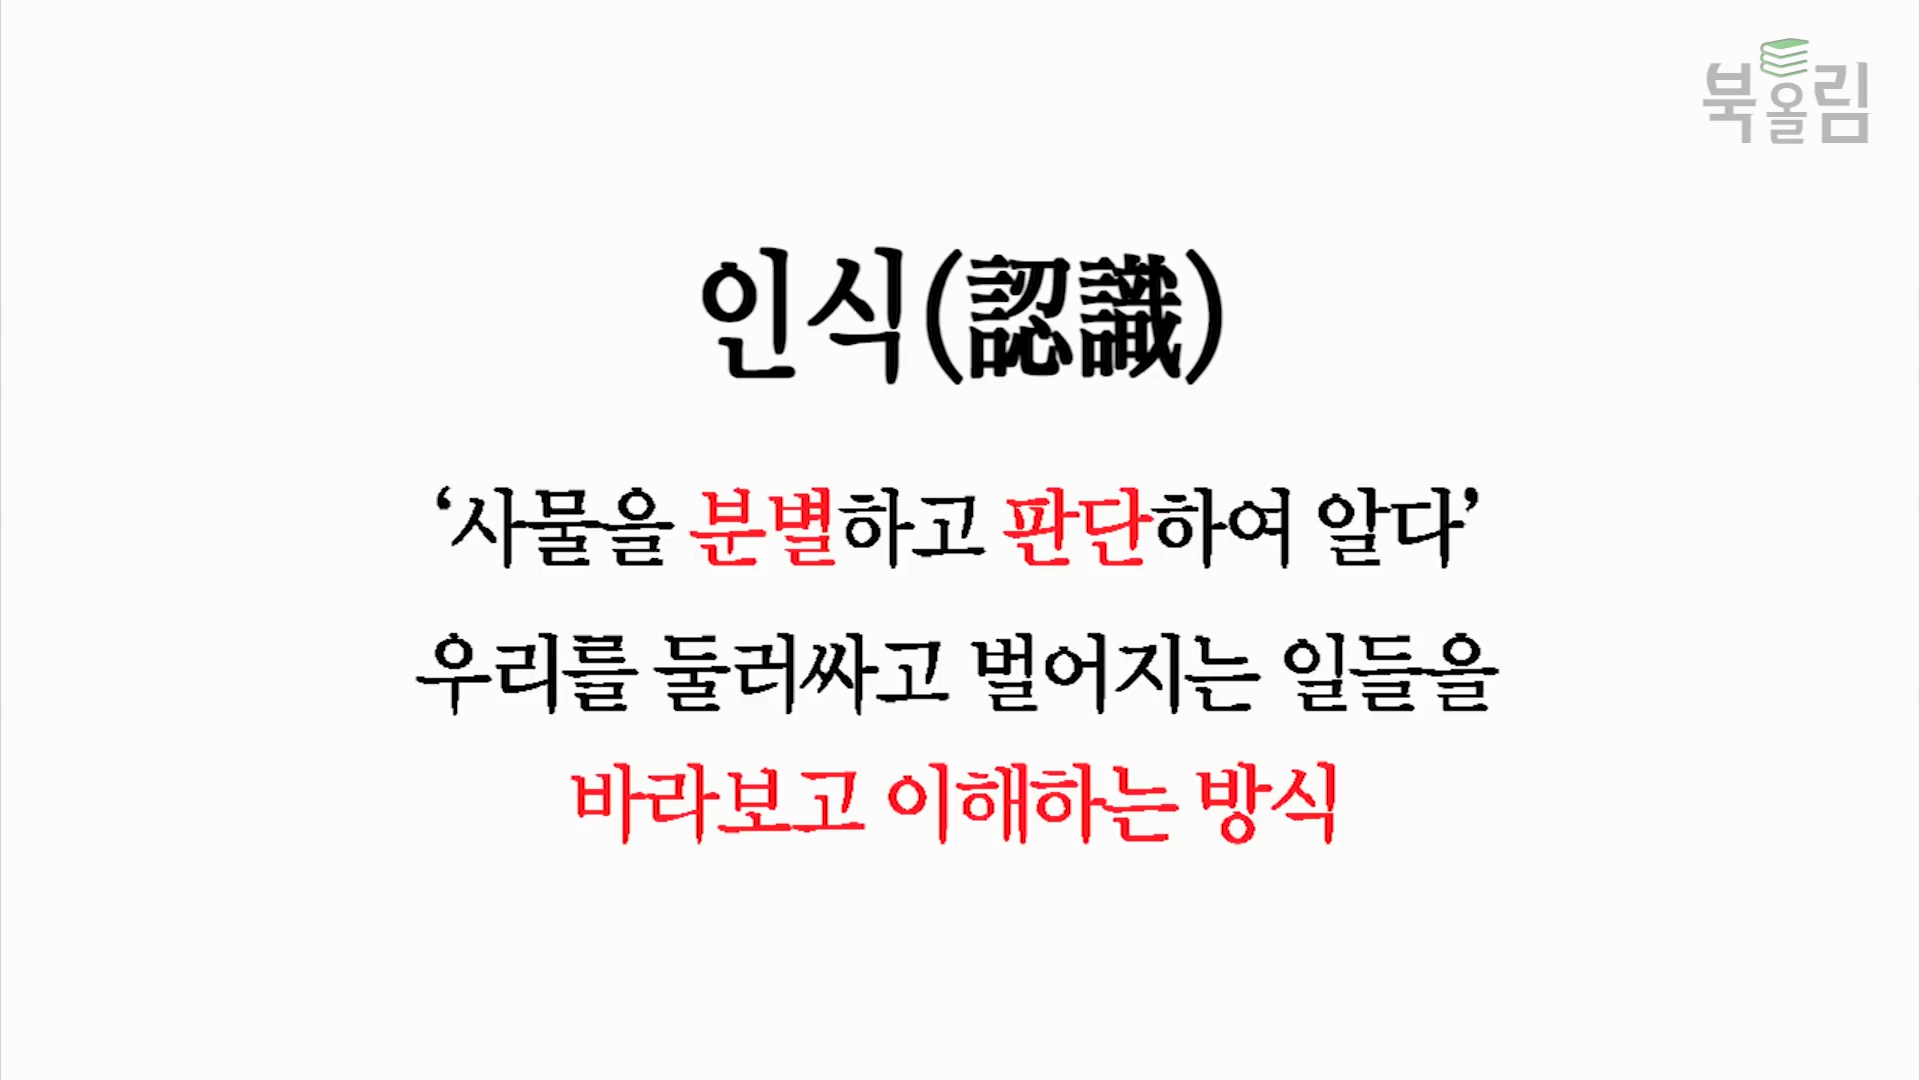 북올림
인식(認識)
‘사물을 분별하고 판단하여 알다’
우리를 둘러싸고 벌어지는 일들을
바라보고 이해하는 방식